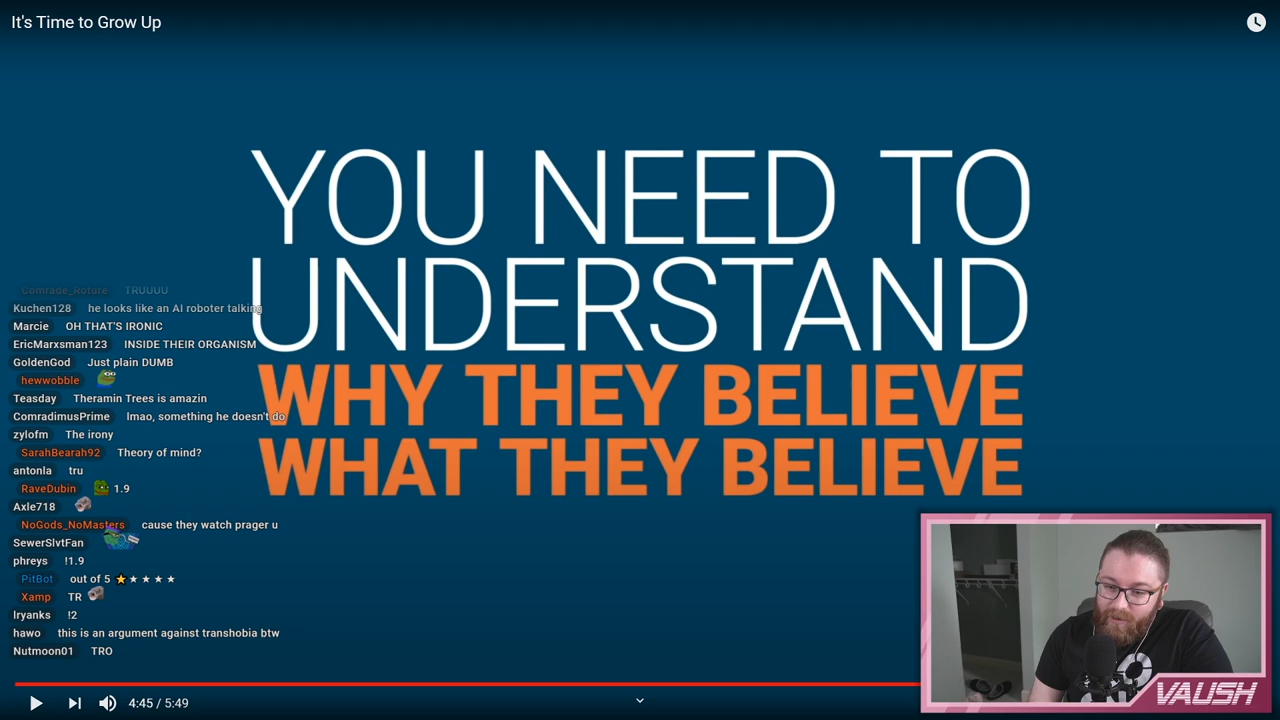 It's Time to Grow Up
YOU NEED TO
UNDERSTAND
WHY THEY BELIEVE
WHAT THEY BELIEVE
Comrade_Roture TRUUUU
Kuchen128 he looks like an AI roboter talking
Marcie OH THAT'S IRONIC
EricMarxsman123 INSIDE THEIR ORGANISM
GoldenGod Just plain DUMB
hewwobble
Teasday Theramin Trees is amazin
ComradimusPrime lmao, something he doesn't do
zylofm The irony
SarahBearah92 Theory of mind?
antonla tru
RaveDubin 1.9
Axle718
NoGods_NoMasters cause they watch prager u
SewerSlvtFan
phreys !1.9
PitBot out of 5
Xamp TR
lryanks !2
hawo this is an argument against transhobia btw
Nutmoon01 TRO
4:45 / 5:49
VAUSH